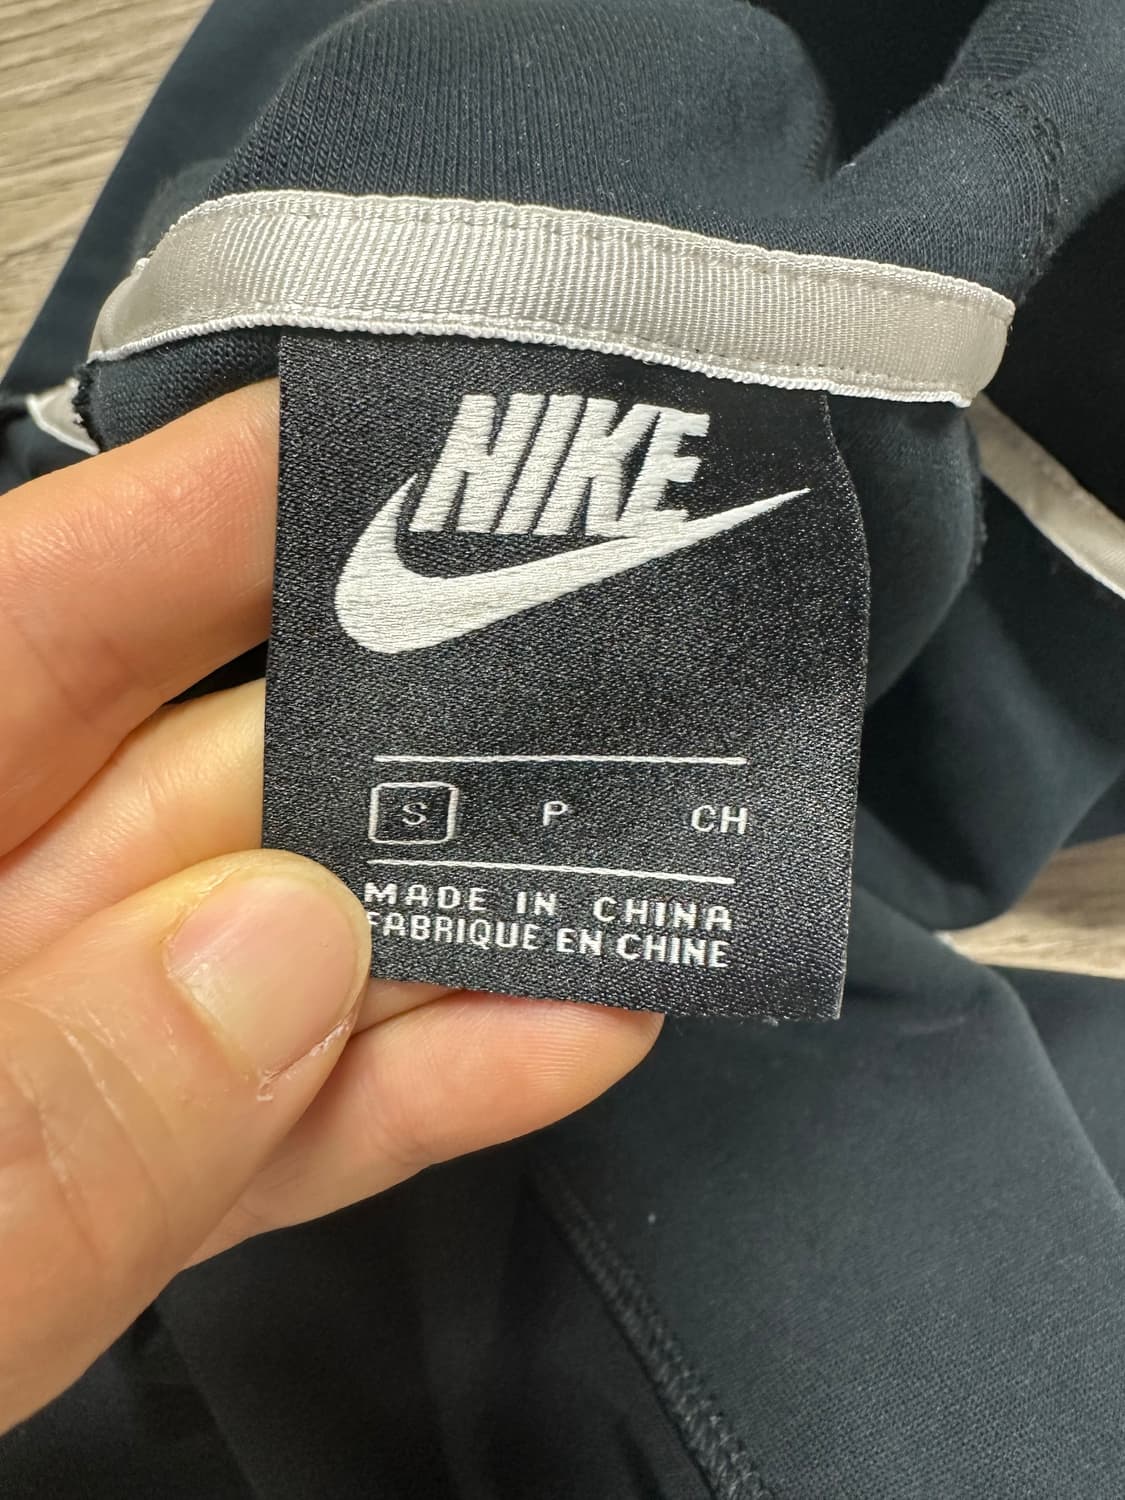 NIKE
S P CH
MADE IN CHINA
FABRIQUE EN CHINE